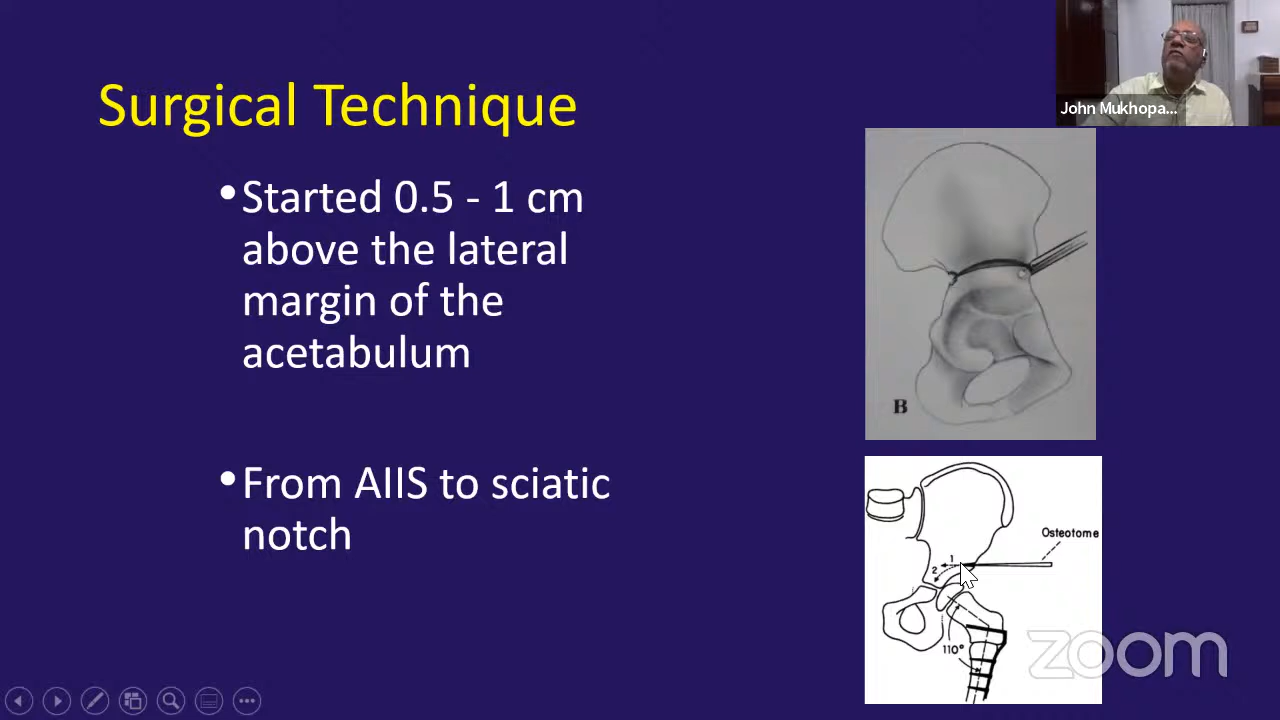 Surgical Technique
John Mukhopa...
•Started 0.5 - 1 cm
above the lateral
margin of the
acetabulum
B
•From AIIS to sciatic
notch
Osteotome
1
2
110°
zoom